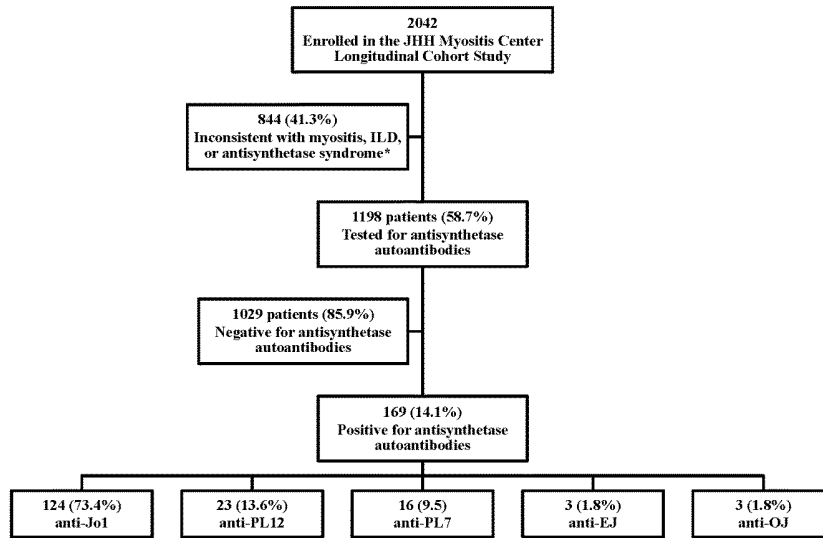 2042
Enrolled in the JHH Myositis Center
Longitudinal Cohort Study
844 (41.3%)
Inconsistent with myositis, ILD,
or antisynthetase syndrome*
1198 patients (58.7%)
Tested for antisynthetase
autoantibodies
1029 patients (85.9%)
Negative for antisynthetase
autoantibodies
169 (14.1%)
Positive for antisynthetase
autoantibodies
124 (73.4%)
anti-Jo1
23 (13.6%)
anti-PL12
16 (9.5)
anti-PL7
3 (1.8%)
anti-EJ
3 (1.8%)
anti-OJ